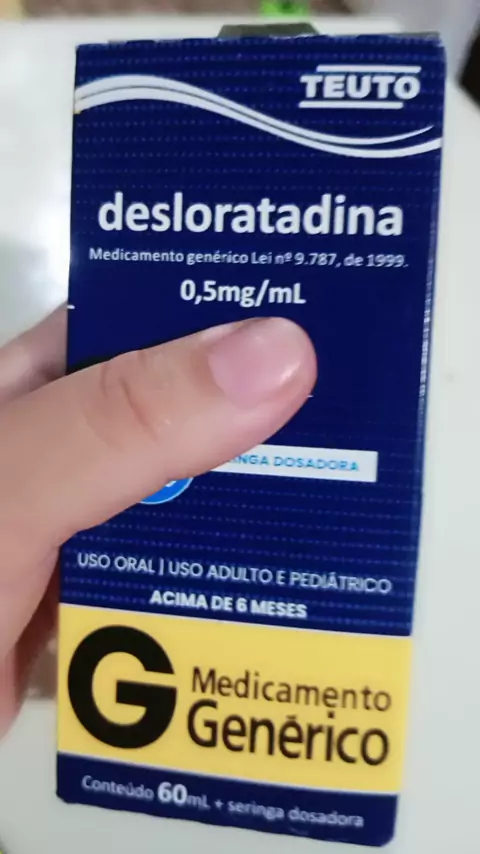 TEUTO
desloratadina
Medicamento genérico Lei nº 9.787, de 1999.
0,5mg/mL
DOSADORA
USO ORAL | USO ADULTO E PEDIÁTRICO
ACIMA DE 6 MESES
G Medicamento
Genérico
Conteúdo 60mL + seringa dosadora